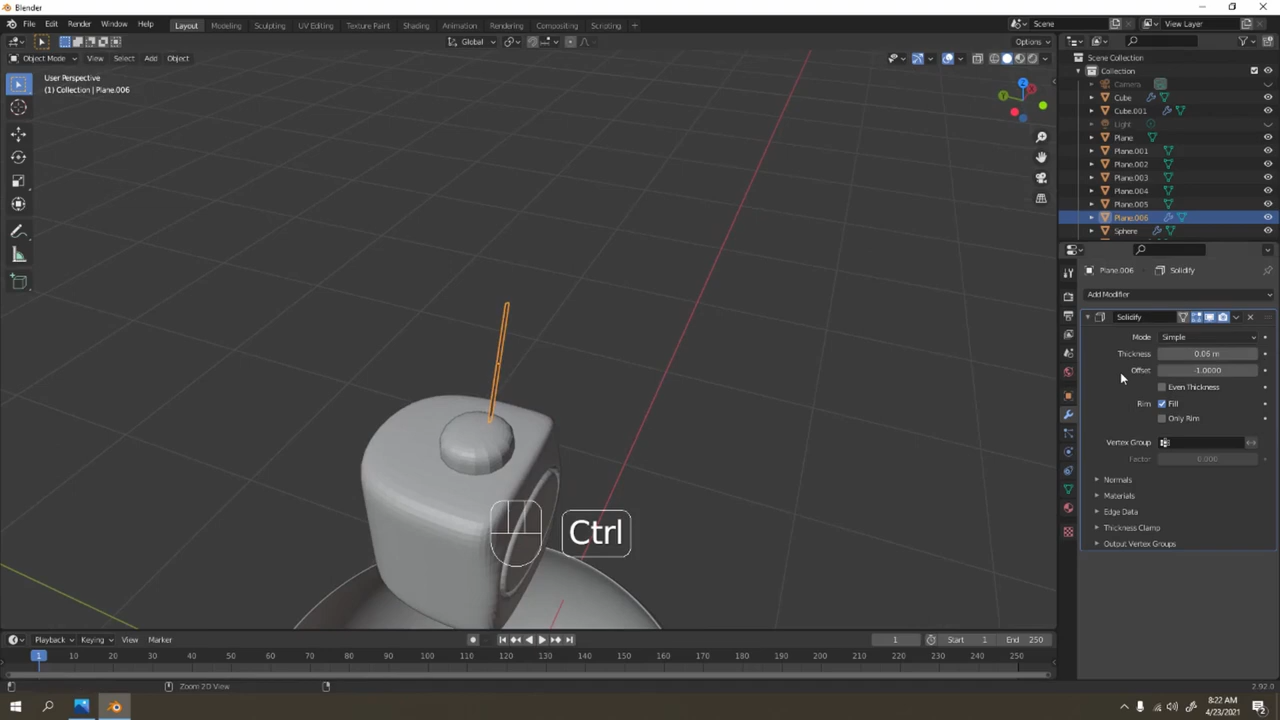 Blender
File Edit Render Window Help Layout Modeling Sculpting UV Editing Texture Paint Shading Animation Rendering Compositing Scripting + Scene View Layer
Global Options
Object Mode View Select Add Object
User Perspective
(1) Collection | Plane.006
Scene Collection
Collection
Camera
Cube
Cube.001
Light
Plane
Plane.001
Plane.002
Plane.003
Plane.004
Plane.005
Plane.006
Sphere
Z
Y
X
Plane.006 Solidify
Add Modifier
Solidify
Mode Simple
Thickness 0.06 m
Offset -1.0000
Even Thickness
Rim Fill
Only Rim
Vertex Group
Factor 0.000
Normals
Materials
Edge Data
Thickness Clamp
Output Vertex Groups
Ctrl
Playback Keying View Marker 1 Start 1 End 250
1 10 20 30 40 50 60 70 80 90 100 110 120 130 140 150 160 170 180 190 200 210 220 230 240 250
Zoom 2D View 2.92.0
8:22 AM
4/23/2021
2